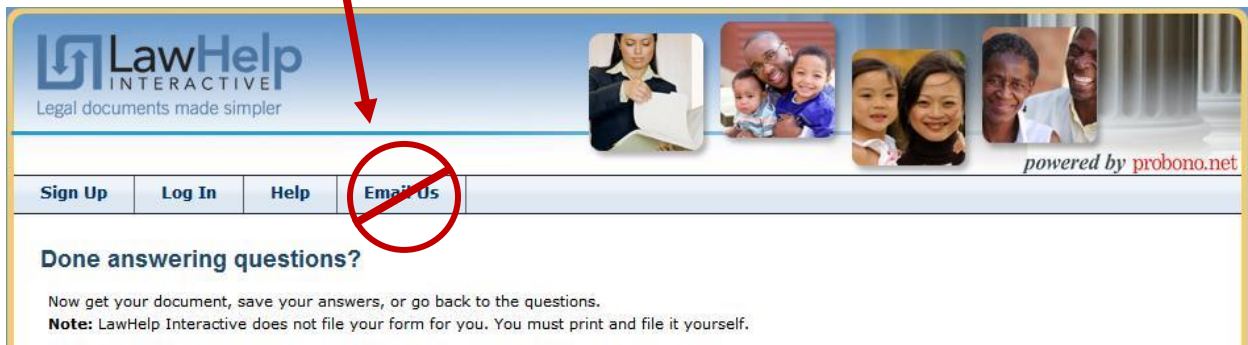 LawHelp
INTERACTIVE
Legal documents made simpler
powered by probono.net
Sign Up Log In Help Email Us
Done answering questions?
Now get your document, save your answers, or go back to the questions.
Note: LawHelp Interactive does not file your form for you. You must print and file it yourself.